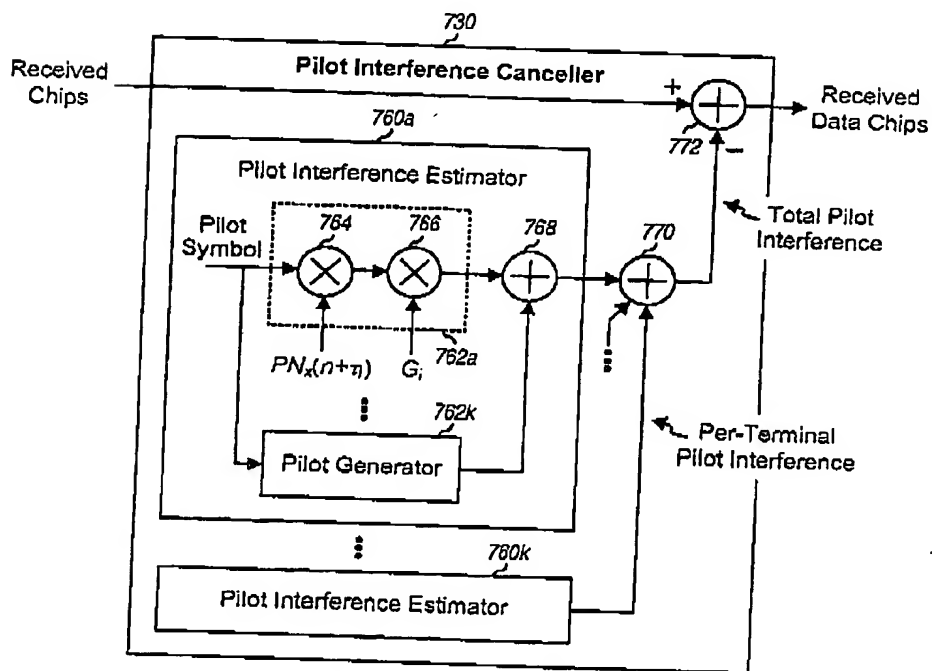 730
Pilot Interference Canceller
Received
Chips
+
772
−
Received
Data Chips
760a
Pilot Interference Estimator
Total Pilot
Interference
Pilot
Symbol
764
766
768
770
762a
PNx(n+τi)
Gi
762k
Pilot Generator
Per-Terminal
Pilot Interference
760k
Pilot Interference Estimator